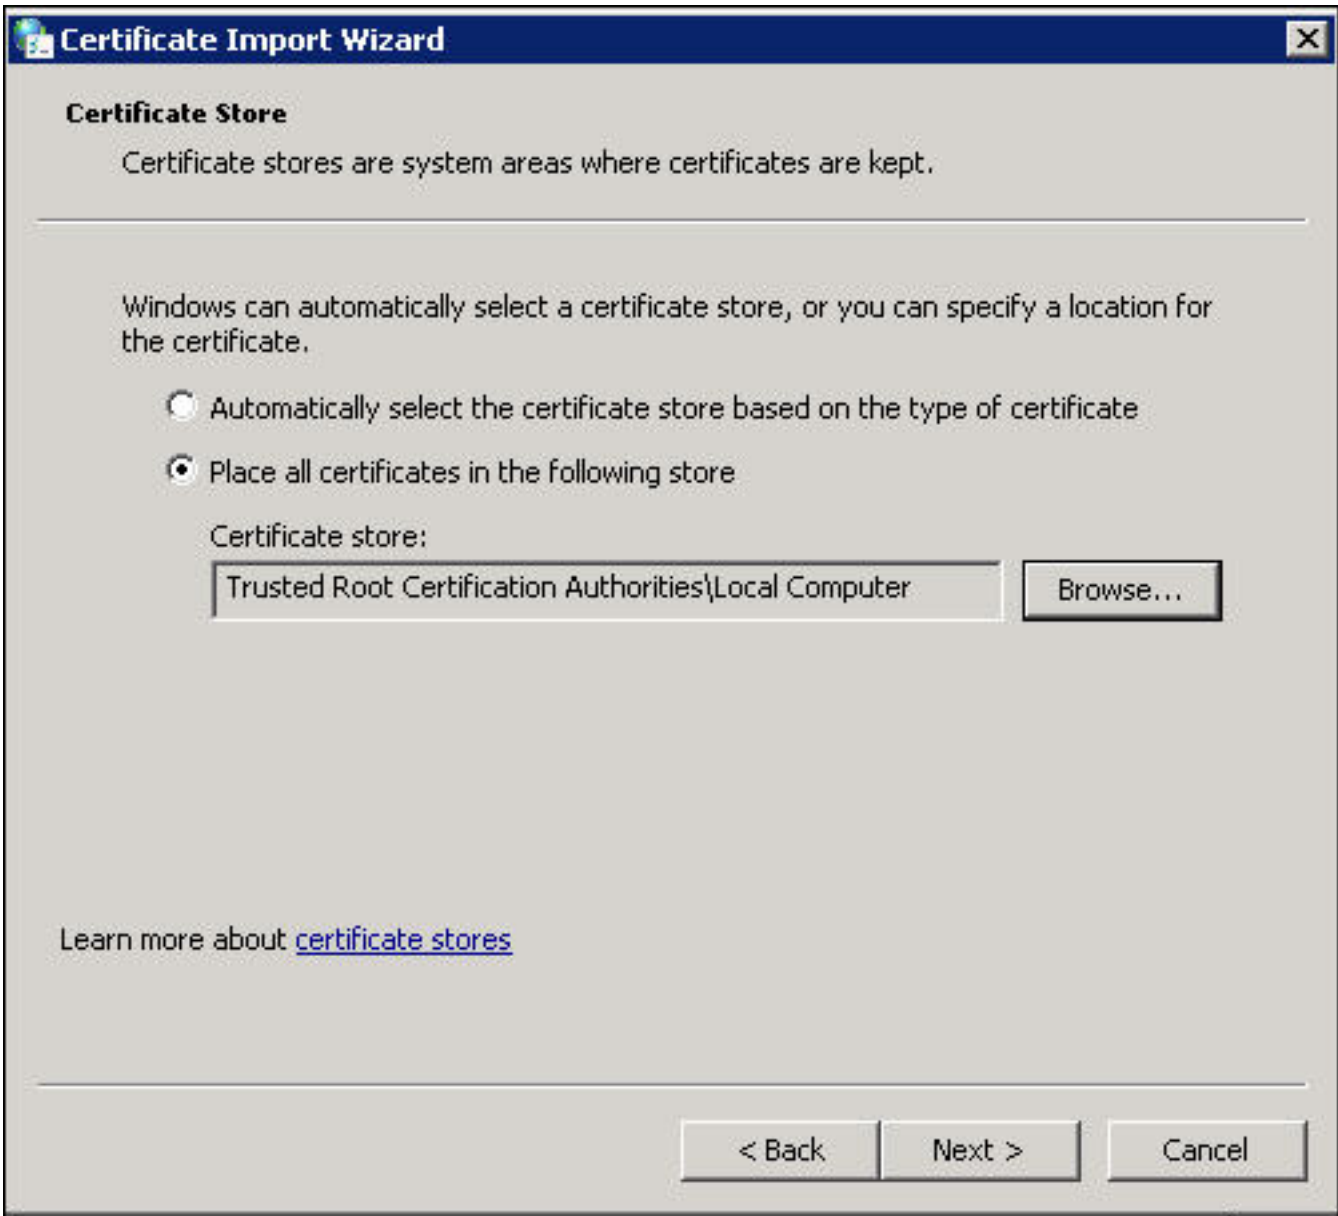 Certificate Import Wizard
Certificate Store
Certificate stores are system areas where certificates are kept.
Windows can automatically select a certificate store, or you can specify a location for
the certificate.
Automatically select the certificate store based on the type of certificate
Place all certificates in the following store
Certificate store:
Trusted Root Certification Authorities\Local Computer
Browse...
Learn more about certificate stores
< Back
Next >
Cancel